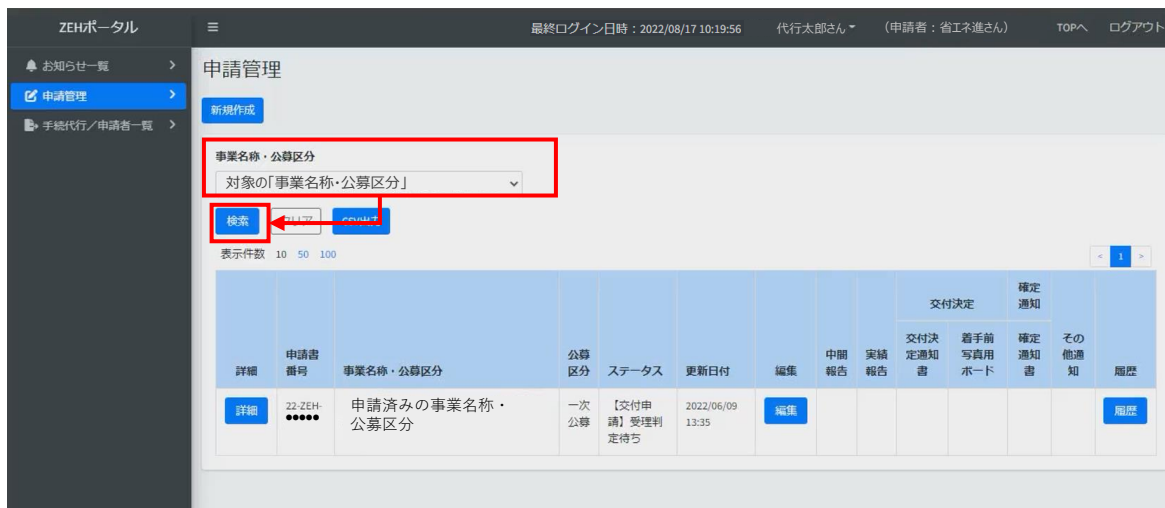 ZEHポータル
最終ログイン日時：2022/08/17 10:19:56 代行太郎さん （申請者：省エネ進さん） TOPへ ログアウト
お知らせ一覧
申請管理
手続代行／申請者一覧
申請管理
新規作成
事業名称・公募区分
対象の「事業名称・公募区分」
検索 クリア CSV出力
表示件数 10 50 100
< 1 >
詳細
申請書
番号
事業名称・公募区分
公募
区分
ステータス
更新日付
編集
中間
報告
実績
報告
交付決定
交付決
定通知
書
着手前
写真用
ボード
確定
通知
確定
通知
書
その
他通
知
履歴
詳細
22-ZEH-
●●●●●
申請済みの事業名称・
公募区分
一次
公募
【交付申
請】受理判
定待ち
2022/06/09
13:35
編集
履歴